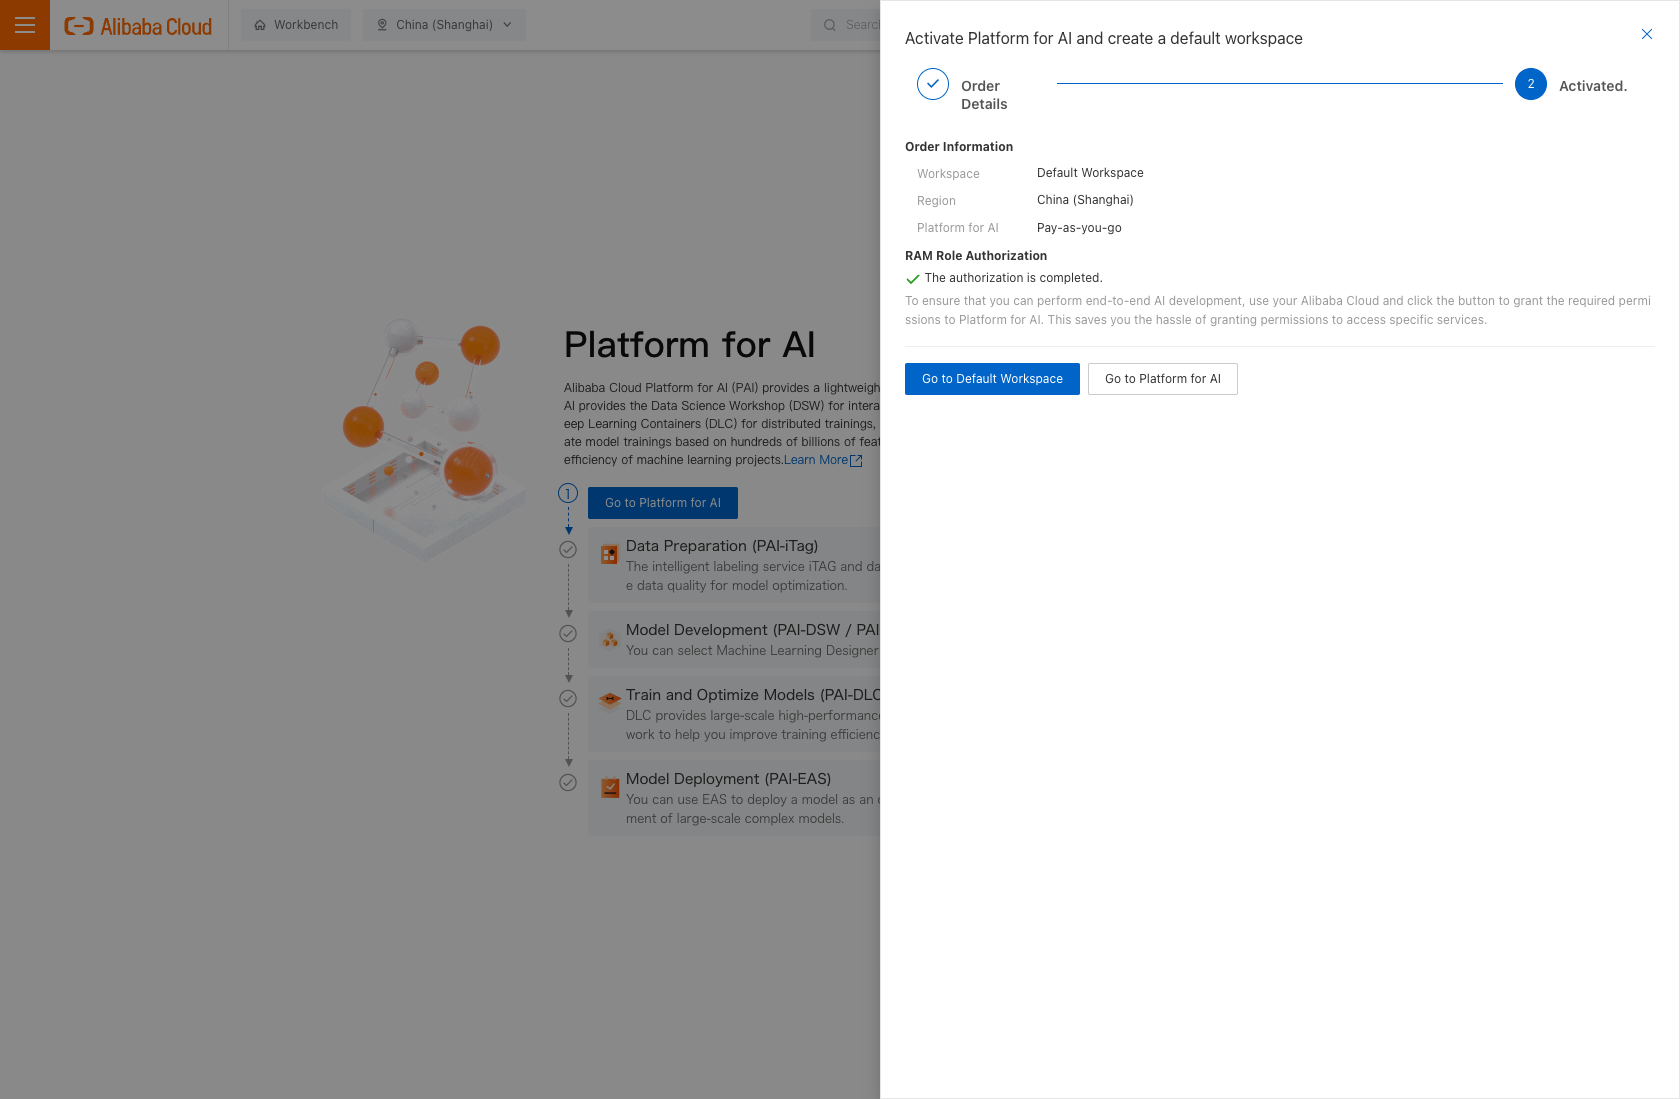 Alibaba Cloud
Workbench
China (Shanghai)
Search
Platform for AI
Alibaba Cloud Platform for AI (PAI) provides a lightweigh
AI provides the Data Science Workshop (DSW) for intera
eep Learning Containers (DLC) for distributed trainings,
ate model trainings based on hundreds of billions of feat
efficiency of machine learning projects.Learn More
1
Go to Platform for AI
Data Preparation (PAI-iTag)
The intelligent labeling service iTAG and da
e data quality for model optimization.
Model Development (PAI-DSW / PAI
You can select Machine Learning Designer
Train and Optimize Models (PAI-DLC
DLC provides large-scale high-performance
work to help you improve training efficienc
Model Deployment (PAI-EAS)
You can use EAS to deploy a model as an o
ment of large-scale complex models.
Activate Platform for AI and create a default workspace
Order
Details
2
Activated.
Order Information
Workspace
Default Workspace
Region
China (Shanghai)
Platform for AI
Pay-as-you-go
RAM Role Authorization
The authorization is completed.
To ensure that you can perform end-to-end AI development, use your Alibaba Cloud and click the button to grant the required permi
ssions to Platform for AI. This saves you the hassle of granting permissions to access specific services.
Go to Default Workspace
Go to Platform for AI